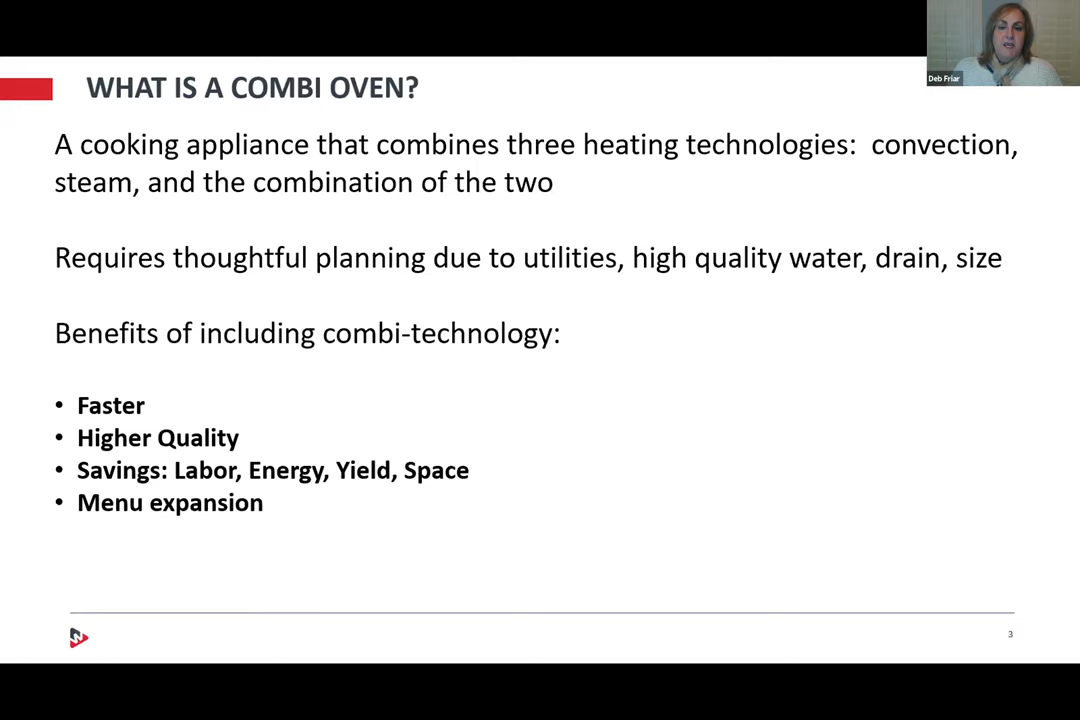 Deb Friar
WHAT IS A COMBI OVEN?
A cooking appliance that combines three heating technologies:  convection,
steam, and the combination of the two
Requires thoughtful planning due to utilities, high quality water, drain, size
Benefits of including combi-technology:
• Faster
• Higher Quality
• Savings: Labor, Energy, Yield, Space
• Menu expansion
3